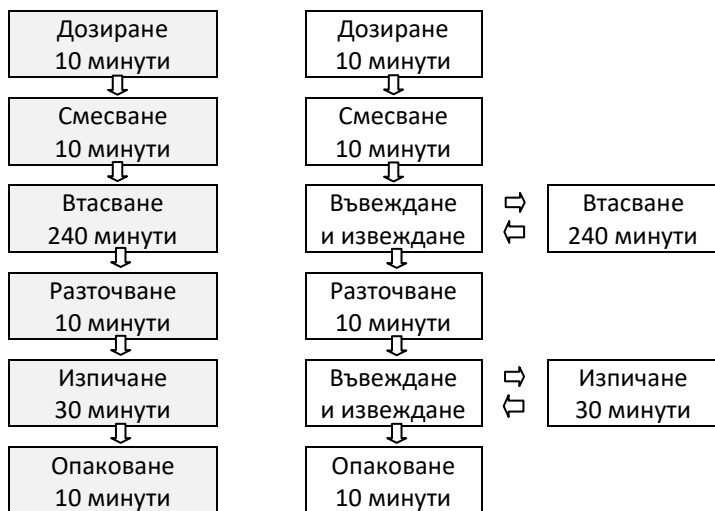 Дозиране
10 минути
Смесване
10 минути
Втасване
240 минути
Разточване
10 минути
Изпичане
30 минути
Опаковане
10 минути
Дозиране
10 минути
Смесване
10 минути
Въвеждане
и извеждане
Втасване
240 минути
Разточване
10 минути
Въвеждане
и извеждане
Изпичане
30 минути
Опаковане
10 минути